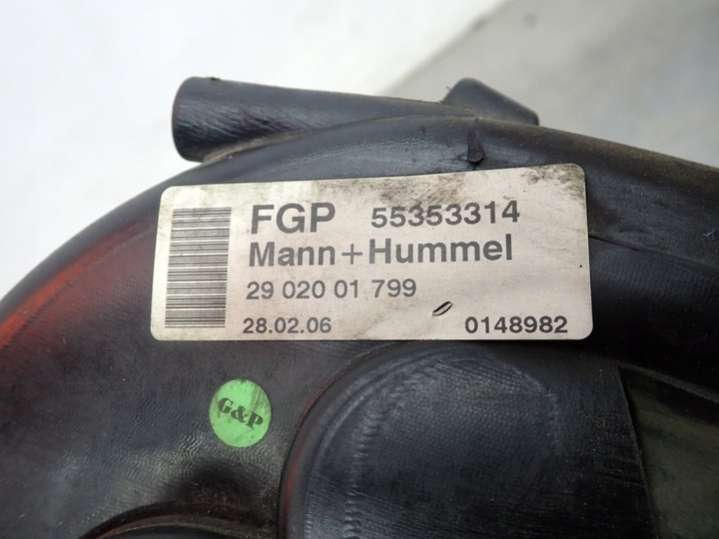 FGP 55353314
Mann+Hummel
29 020 01 799
28.02.06 0148982
G&P